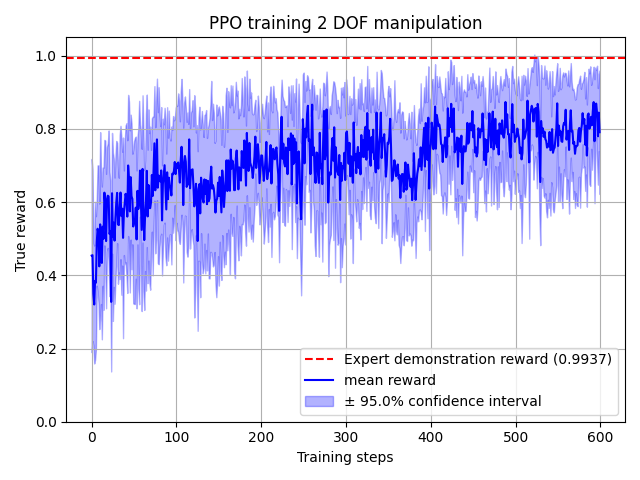 PPO training 2 DOF manipulation
True reward
1.0
0.8
0.6
0.4
0.2
0.0
Expert demonstration reward (0.9937)
mean reward
± 95.0% confidence interval
0 100 200 300 400 500 600
Training steps